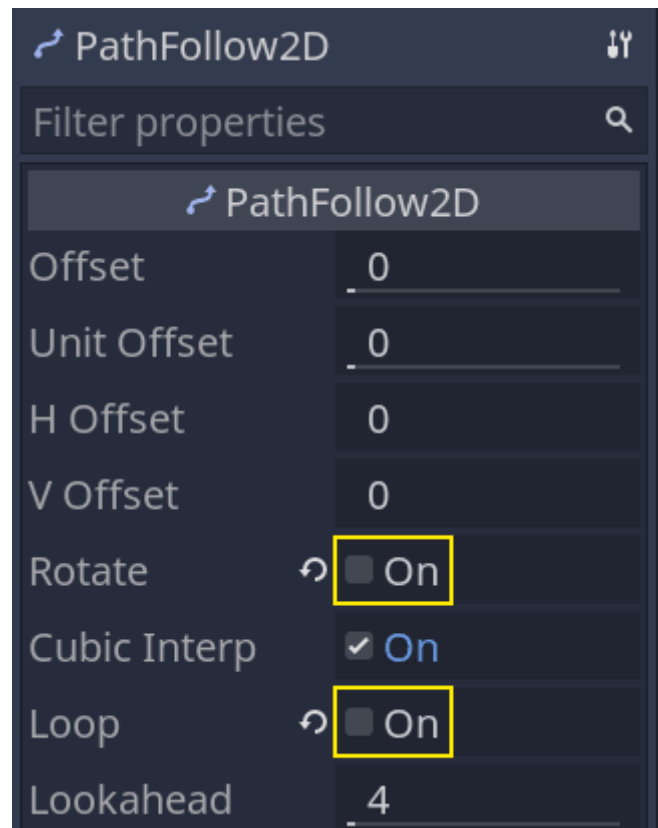 PathFollow2D
Filter properties
PathFollow2D
Offset 0
Unit Offset 0
H Offset 0
V Offset 0
Rotate On
Cubic Interp On
Loop On
Lookahead 4